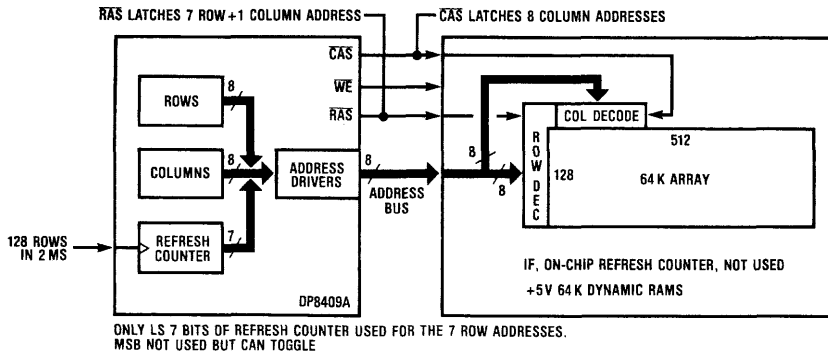 RAS LATCHES 7 ROW+1 COLUMN ADDRESS
CAS LATCHES 8 COLUMN ADDRESSES
CAS
WE
RAS
ROWS
8
COLUMNS
8
REFRESH
COUNTER
7
ADDRESS
DRIVERS
8
ADDRESS
BUS
128 ROWS
IN 2 MS
DP8409A
8
8
COL DECODE
ROW DEC
512
128
64K ARRAY
IF, ON-CHIP REFRESH COUNTER, NOT USED
+5V 64K DYNAMIC RAMS
ONLY LS 7 BITS OF REFRESH COUNTER USED FOR THE 7 ROW ADDRESSES.
MSB NOT USED BUT CAN TOGGLE